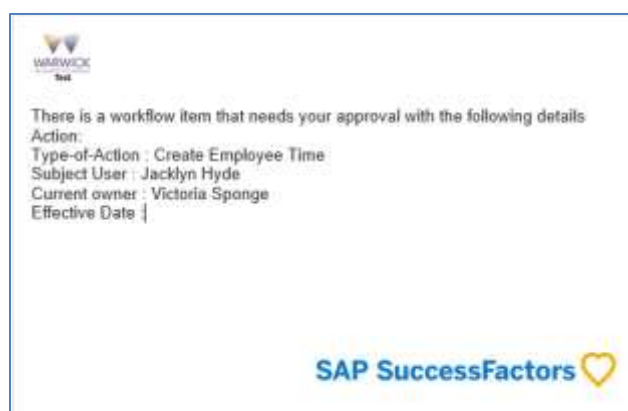 WARWICK
Test
There is a workflow item that needs your approval with the following details
Action:
Type-of-Action : Create Employee Time
Subject User : Jacklyn Hyde
Current owner : Victoria Sponge
Effective Date :
SAP SuccessFactors